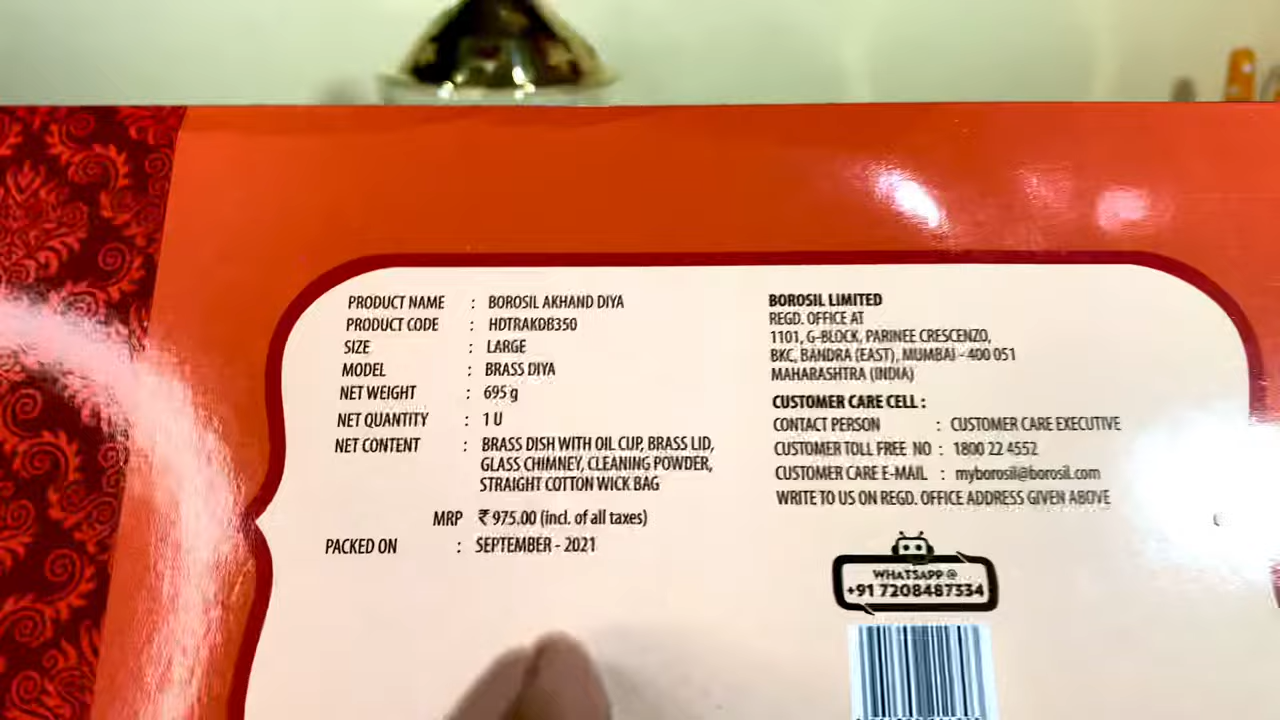 PRODUCT NAME : BOROSIL AKHAND DIYA
PRODUCT CODE : HDTRAKDB350
SIZE : LARGE
MODEL : BRASS DIYA
NET WEIGHT : 695 g
NET QUANTITY : 1 U
NET CONTENT : BRASS DISH WITH OIL CUP, BRASS LID,
GLASS CHIMNEY, CLEANING POWDER,
STRAIGHT COTTON WICK BAG
MRP ₹ 975.00 (incl. of all taxes)
PACKED ON : SEPTEMBER - 2021
BOROSIL LIMITED
REGD. OFFICE AT
1101, G-BLOCK, PARINEE CRESCENZO,
BKC, BANDRA (EAST), MUMBAI - 400 051
MAHARASHTRA (INDIA)
CUSTOMER CARE CELL :
CONTACT PERSON : CUSTOMER CARE EXECUTIVE
CUSTOMER TOLL FREE NO : 1800 22 4552
CUSTOMER CARE E-MAIL : myborosil@borosil.com
WRITE TO US ON REGD. OFFICE ADDRESS GIVEN ABOVE
WHATSAPP @
+91 7208487334